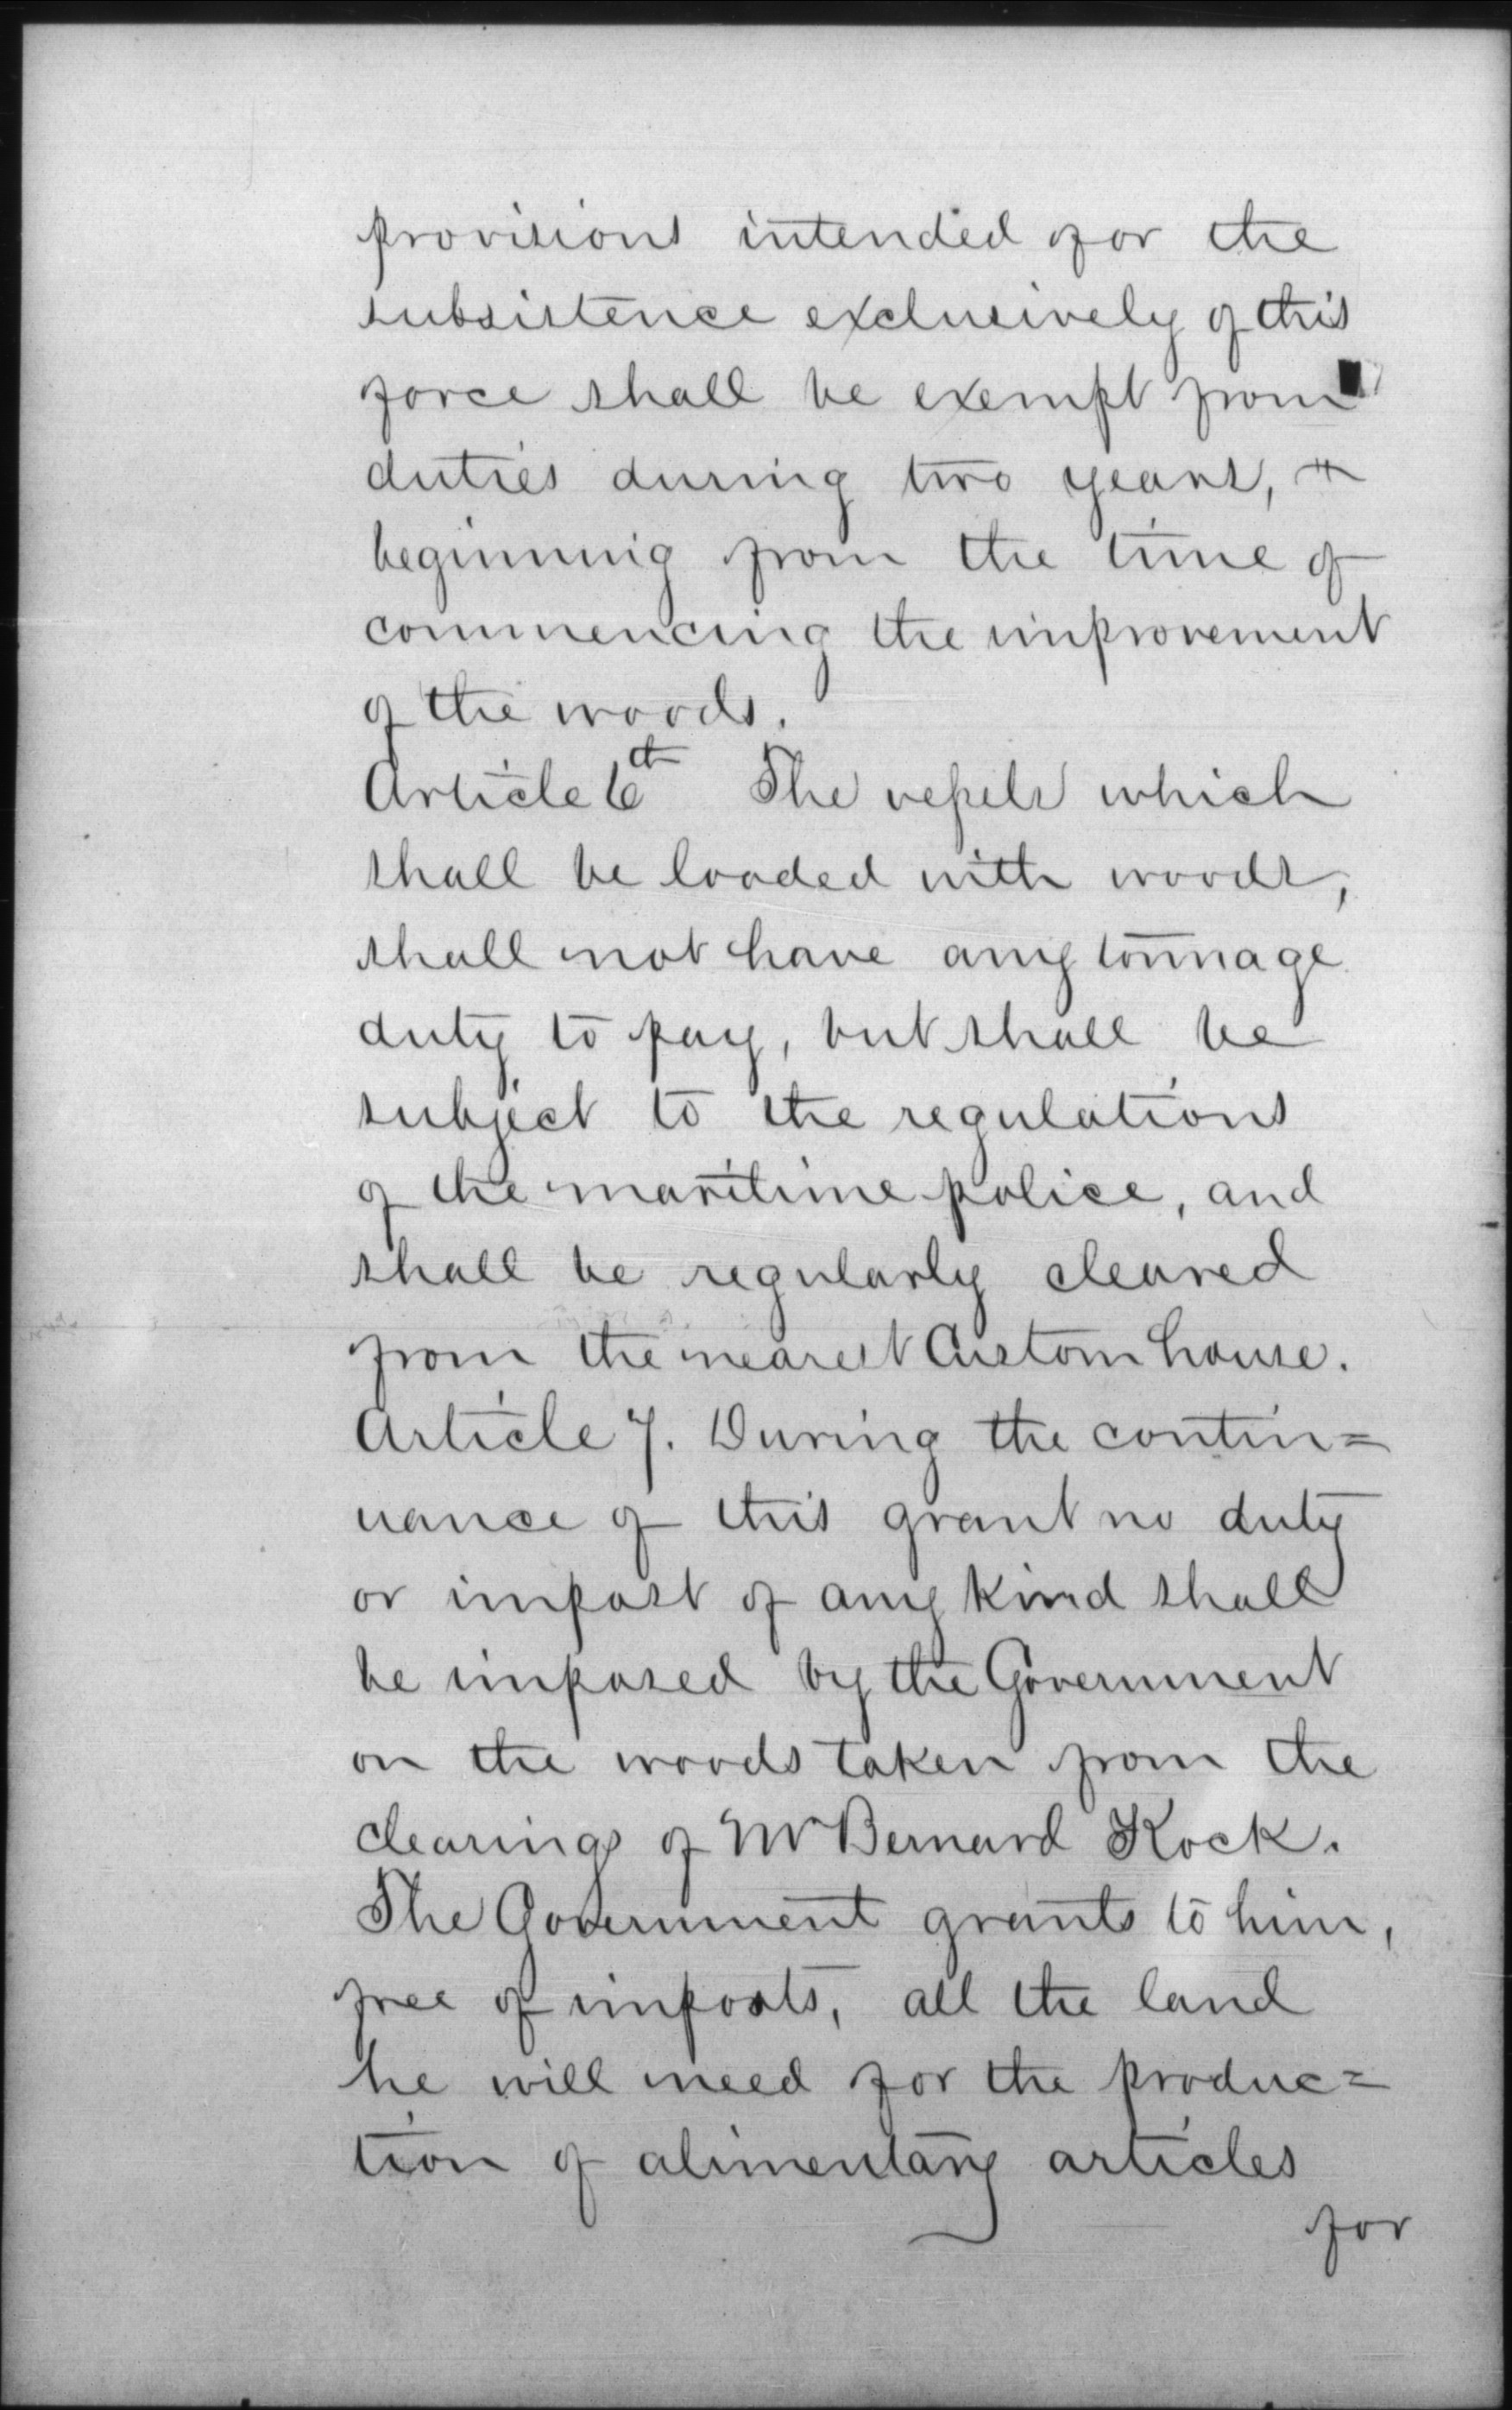 provisions intended for the
subsistence exclusively of this
force shall be exempt from
duties during two years,
beginning from the time of
commencing the improvement
of the woods.
Article 6th The vessels which
shall be loaded with woods,
shall not have any tonnage
duty to pay, but shall be
subject to the regulations
of the maritime police, and
shall be regularly cleared
from the nearest Custom house.
Article 7. During the contin=
uance of this grant no duty
or impost of any kind shall
be imposed by the Government
on the woods taken from the
clearings of Mr Bernard Kock.
The Government grants to him,
free of imposts, all the land
he will need for the produc=
tion of alimentary articles
for